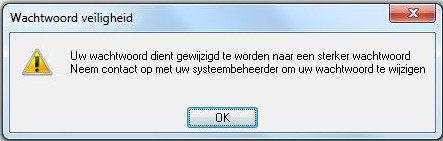 Wachtwoord veiligheid
Uw wachtwoord dient gewijzigd te worden naar een sterker wachtwoord
Neem contact op met uw systeembeheerder om uw wachtwoord te wijzigen
OK